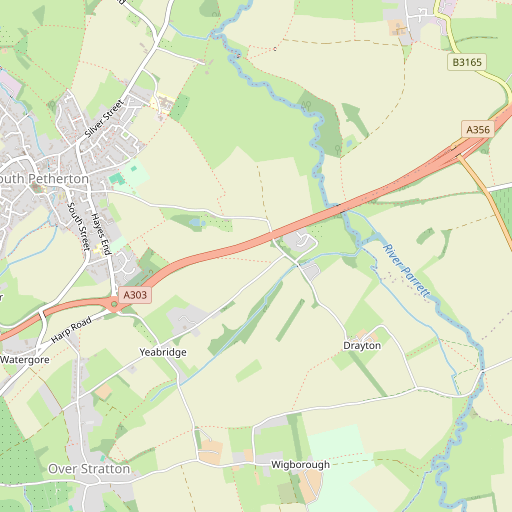 B3165
Silver Street
A356
outh Petherton
South Street
Hayes End
River Parrett
A303
Harp Road
Watergore
Yeabridge
Drayton
Over Stratton
Wigborough